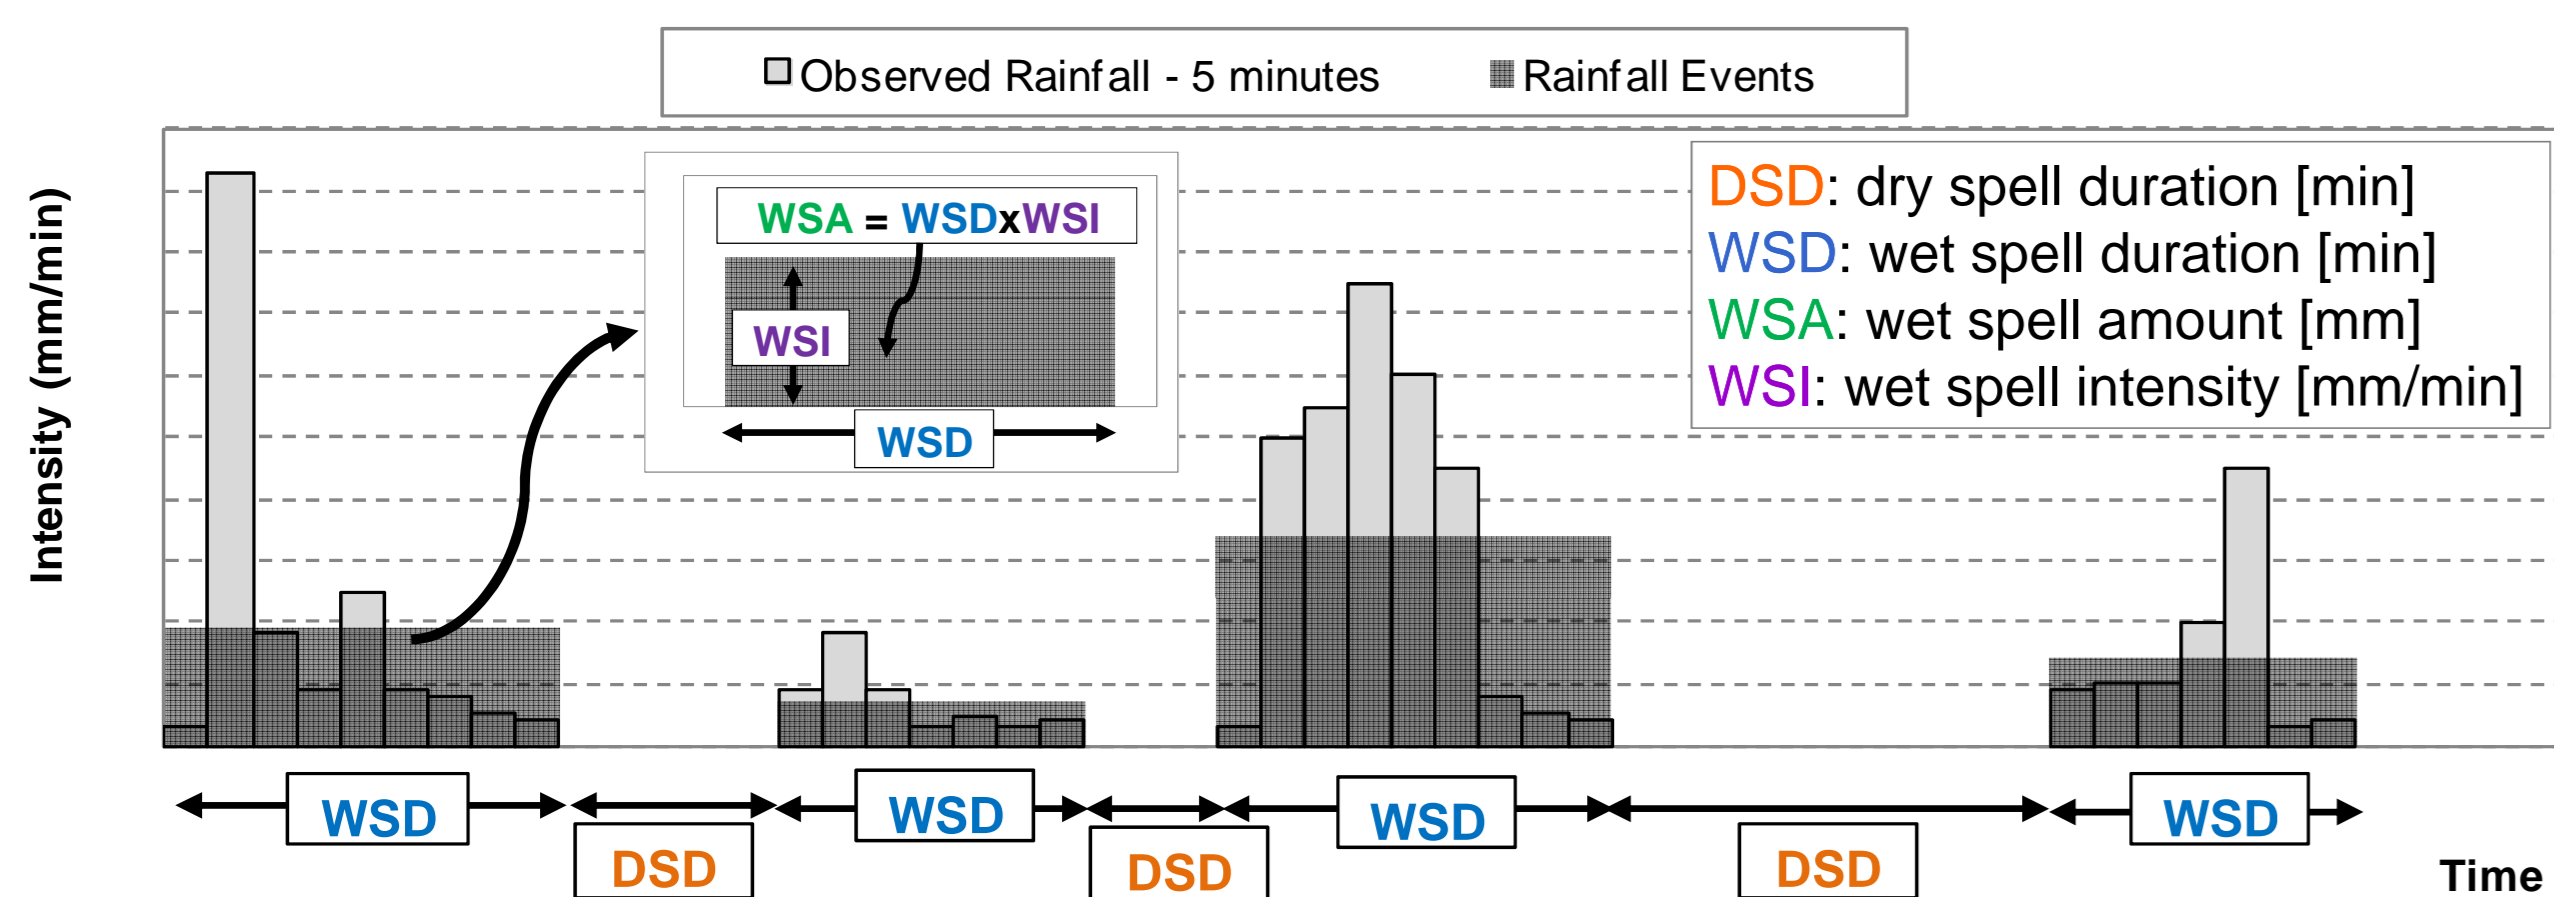 Observed Rainfall - 5 minutes
Rainfall Events
Intensity (mm/min)
WSA = WSDxWSI
WSI
WSD
DSD: dry spell duration [min]
WSD: wet spell duration [min]
WSA: wet spell amount [mm]
WSI: wet spell intensity [mm/min]
WSD
DSD
WSD
DSD
WSD
DSD
WSD
Time